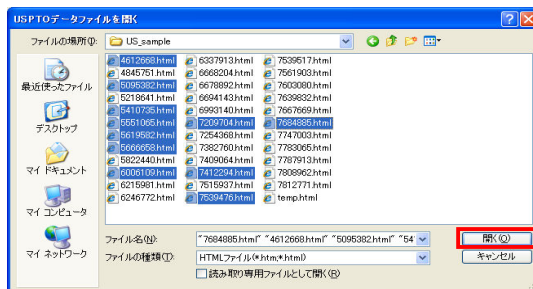 USPTOデータファイルを開く
ファイルの場所(I): US_sample
最近使ったファイル
デスクトップ
マイ ドキュメント
マイ コンピュータ
マイ ネットワーク
4612668.html 6337913.html 7539517.html
4845751.html 6668204.html 7561903.html
5095382.html 6678892.html 7603080.html
5218641.html 6694143.html 7639832.html
5410735.html 6993140.html 7667669.html
5551065.html 7209704.html 7684885.html
5619582.html 7254368.html 7747003.html
5666658.html 7382760.html 7783065.html
5822440.html 7409064.html 7787913.html
6006109.html 7412294.html 7808962.html
6215981.html 7515937.html 7812771.html
6246772.html 7539476.html temp.html
ファイル名(N): "7684885.html" "4612668.html" "5095382.html" "541 開く(O)
ファイルの種類(T): HTMLファイル(*.htm;*.html) キャンセル
読み取り専用ファイルとして開く(R)